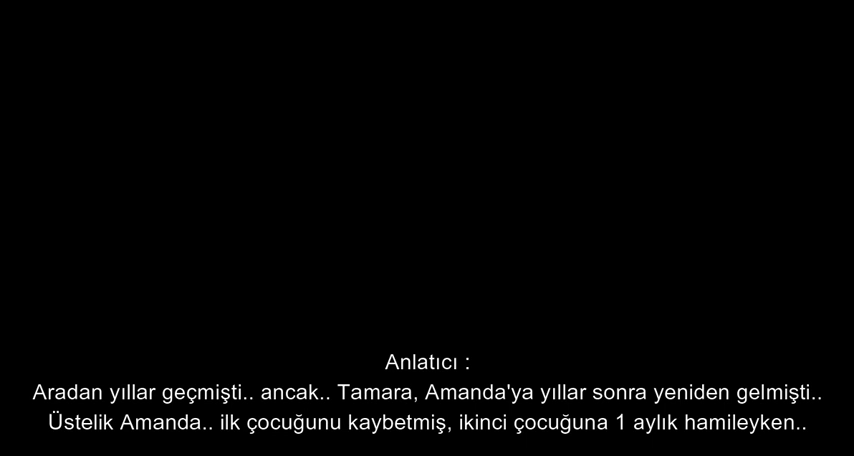 Anlatıcı :
Aradan yıllar geçmişti.. ancak.. Tamara, Amanda'ya yıllar sonra yeniden gelmişti..
Üstelik Amanda.. ilk çocuğunu kaybetmiş, ikinci çocuğuna 1 aylık hamileyken..